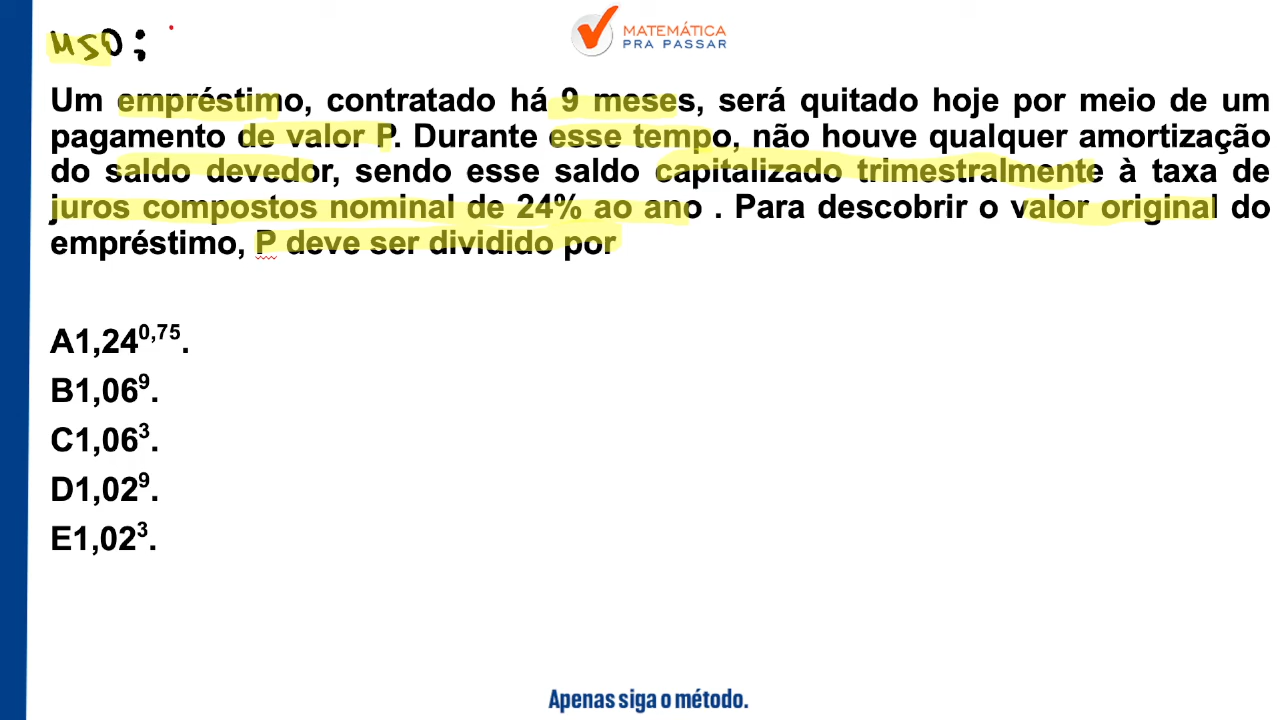 MSD:
MATEMÁTICA
PRA PASSAR
Um empréstimo, contratado há 9 meses, será quitado hoje por meio de um
pagamento de valor P. Durante esse tempo, não houve qualquer amortização
do saldo devedor, sendo esse saldo capitalizado trimestralmente à taxa de
juros compostos nominal de 24% ao ano . Para descobrir o valor original do
empréstimo, P deve ser dividido por
A1,24^0,75.
B1,06^9.
C1,06^3.
D1,02^9.
E1,02^3.
Apenas siga o método.